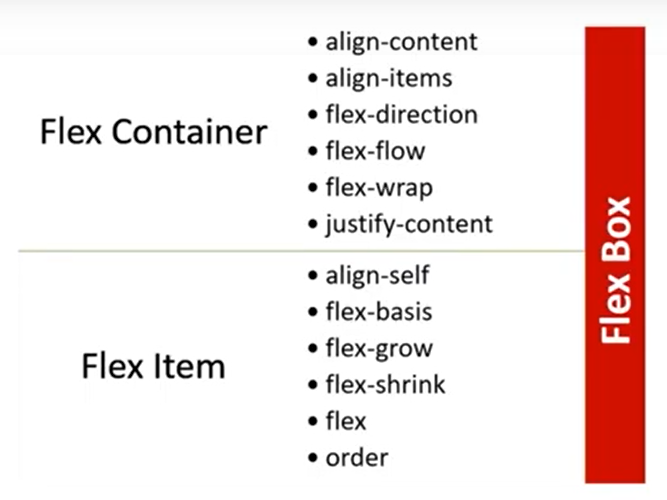 Flex Container
• align-content
• align-items
• flex-direction
• flex-flow
• flex-wrap
• justify-content
Flex Item
• align-self
• flex-basis
• flex-grow
• flex-shrink
• flex
• order
Flex Box